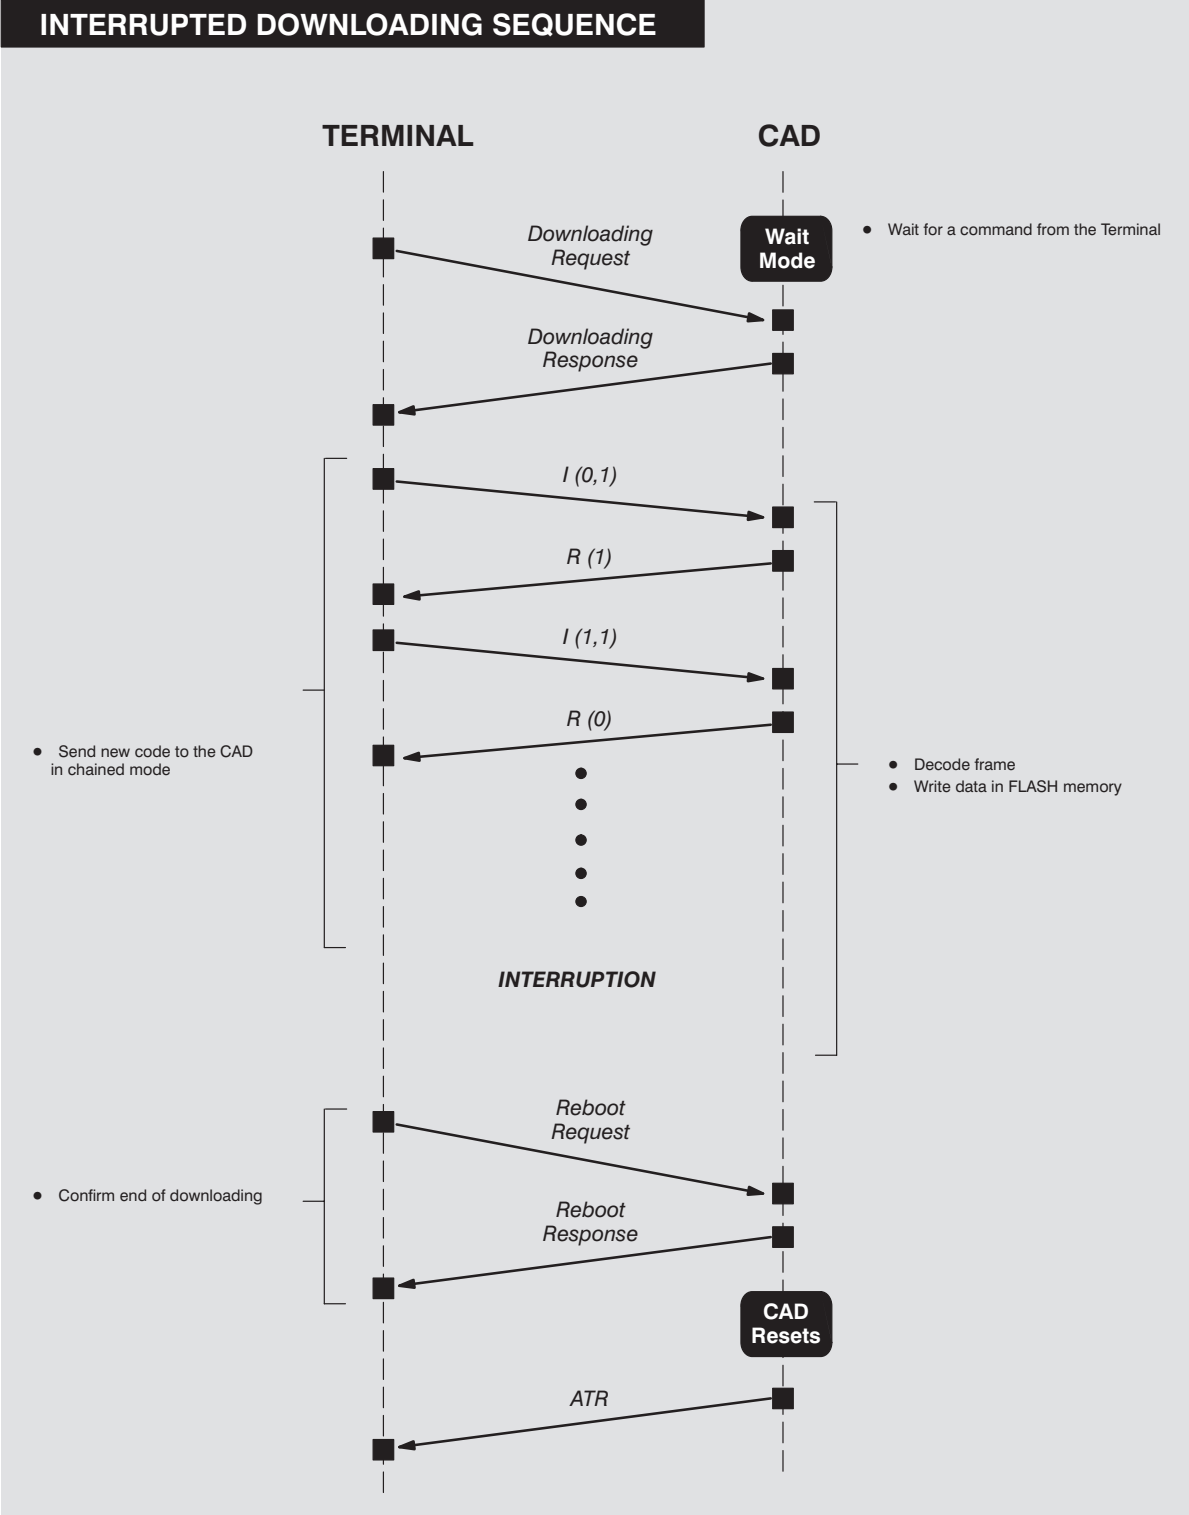 INTERRUPTED DOWNLOADING SEQUENCE
TERMINAL
CAD
Downloading
Request
Wait
Mode
● Wait for a command from the Terminal
Downloading
Response
I (0,1)
R (1)
I (1,1)
R (0)
● Send new code to the CAD
in chained mode
● Decode frame
● Write data in FLASH memory
INTERRUPTION
Reboot
Request
● Confirm end of downloading
Reboot
Response
CAD
Resets
ATR